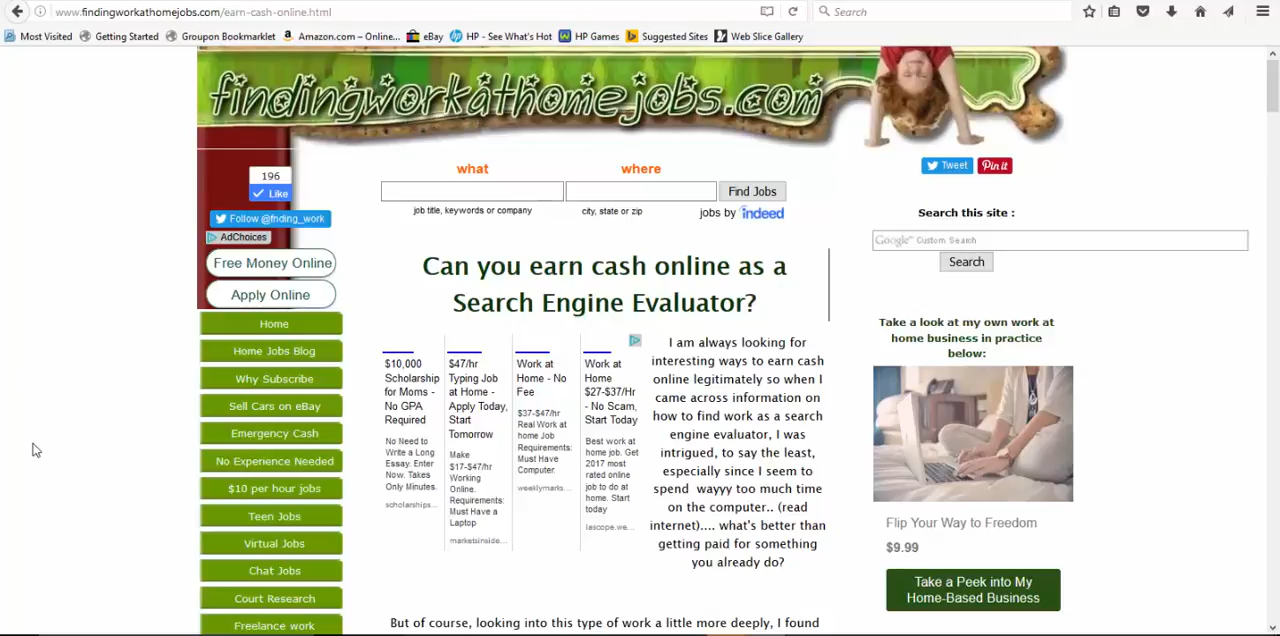 www.findingworkathomejobs.com/earn-cash-online.html
Search
Most Visited
Getting Started
Groupon Bookmarklet
Amazon.com – Online...
eBay
HP - See What's Hot
HP Games
Suggested Sites
Web Slice Gallery
findingworkathomejobs.com
196
Like
Follow @fnding_work
AdChoices
Free Money Online
Apply Online
Home
Home Jobs Blog
Why Subscribe
Sell Cars on eBay
Emergency Cash
No Experience Needed
$10 per hour jobs
Teen Jobs
Virtual Jobs
Chat Jobs
Court Research
Freelance work
what
where
Find Jobs
job title, keywords or company
city, state or zip
jobs by indeed
Can you earn cash online as a
Search Engine Evaluator?
$10,000
Scholarship
for Moms -
No GPA
Required
No Need to
Write a Long
Essay. Enter
Now. Takes
Only Minutes.
scholarships...
$47/hr
Typing Job
at Home -
Apply Today,
Start
Tomorrow
Make
$17-$47/hr
Working
Online.
Requirements:
Must Have a
Laptop
marketsinside...
Work at
Home - No
Fee
$37-$47/hr
Real Work at
home Job
Requirements:
Must Have
Computer.
weeklymarks...
Work at
Home
$27-$37/Hr
- No Scam,
Start Today
Best work at
home job. Get
2017 most
rated online
job to do at
home. Start
today
lascope.we...
I am always looking for
interesting ways to earn cash
online legitimately so when I
came across information on
how to find work as a search
engine evaluator, I was
intrigued, to say the least,
especially since I seem to
spend wayyy too much time
on the computer.. (read
internet).... what's better than
getting paid for something
you already do?
But of course, looking into this type of work a little more deeply, I found
Tweet
Pin it
Search this site :
Google™ Custom Search
Search
Take a look at my own work at
home business in practice
below:
Flip Your Way to Freedom
$9.99
Take a Peek into My
Home-Based Business